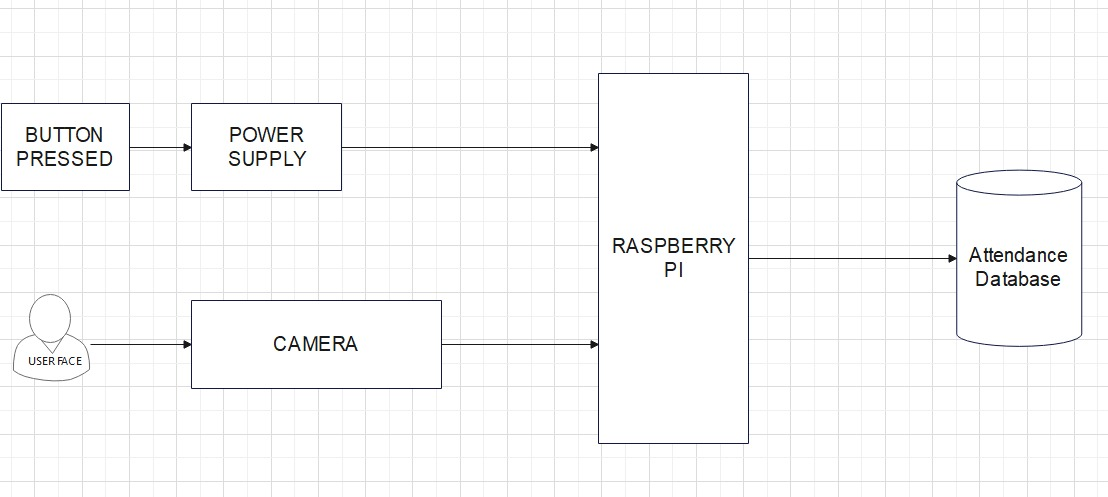 BUTTON
PRESSED
POWER
SUPPLY
RASPBERRY
PI
Attendance
Database
USER FACE
CAMERA